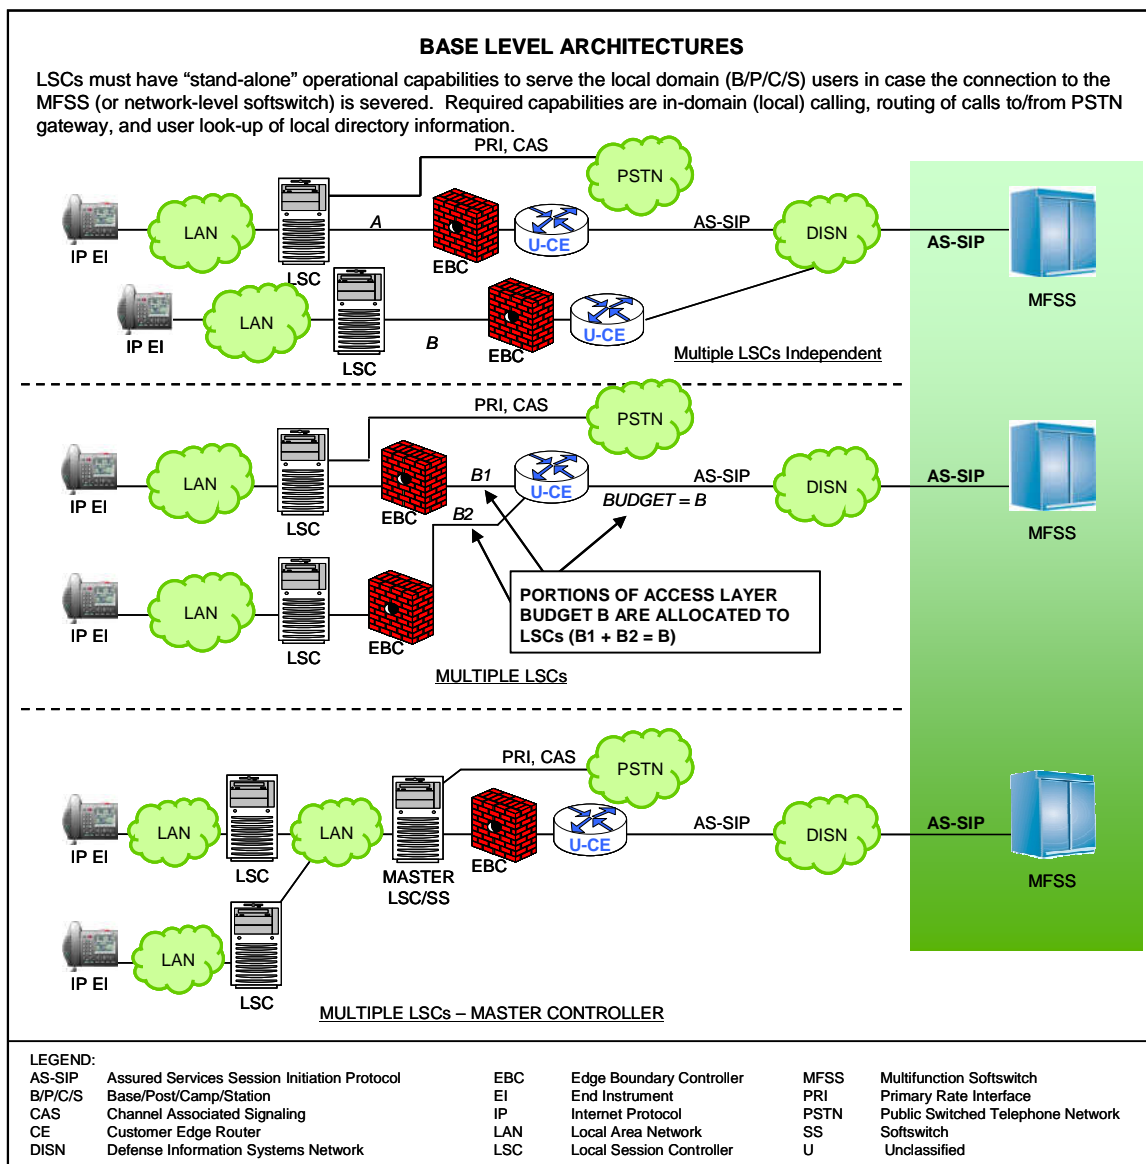 BASE LEVEL ARCHITECTURES
LSCs must have “stand-alone” operational capabilities to serve the local domain (B/P/C/S) users in case the connection to the
MFSS (or network-level softswitch) is severed. Required capabilities are in-domain (local) calling, routing of calls to/from PSTN
gateway, and user look-up of local directory information.
PRI, CAS
PSTN
IP EI
LAN
LSC
A
EBC
U-CE
AS-SIP
DISN
AS-SIP
MFSS
IP EI
LAN
LSC
B
EBC
U-CE
Multiple LSCs Independent
PRI, CAS
PSTN
IP EI
LAN
LSC
EBC
B1
U-CE
AS-SIP
DISN
AS-SIP
MFSS
B2
BUDGET = B
IP EI
LAN
LSC
EBC
PORTIONS OF ACCESS LAYER
BUDGET B ARE ALLOCATED TO
LSCs (B1 + B2 = B)
MULTIPLE LSCs
PRI, CAS
PSTN
IP EI
LAN
LSC
LAN
MASTER
LSC/SS
EBC
U-CE
AS-SIP
DISN
AS-SIP
MFSS
IP EI
LAN
LSC
MULTIPLE LSCs – MASTER CONTROLLER
LEGEND:
AS-SIP Assured Services Session Initiation Protocol
B/P/C/S Base/Post/Camp/Station
CAS Channel Associated Signaling
CE Customer Edge Router
DISN Defense Information Systems Network
EBC Edge Boundary Controller
EI End Instrument
IP Internet Protocol
LAN Local Area Network
LSC Local Session Controller
MFSS Multifunction Softswitch
PRI Primary Rate Interface
PSTN Public Switched Telephone Network
SS Softswitch
U Unclassified